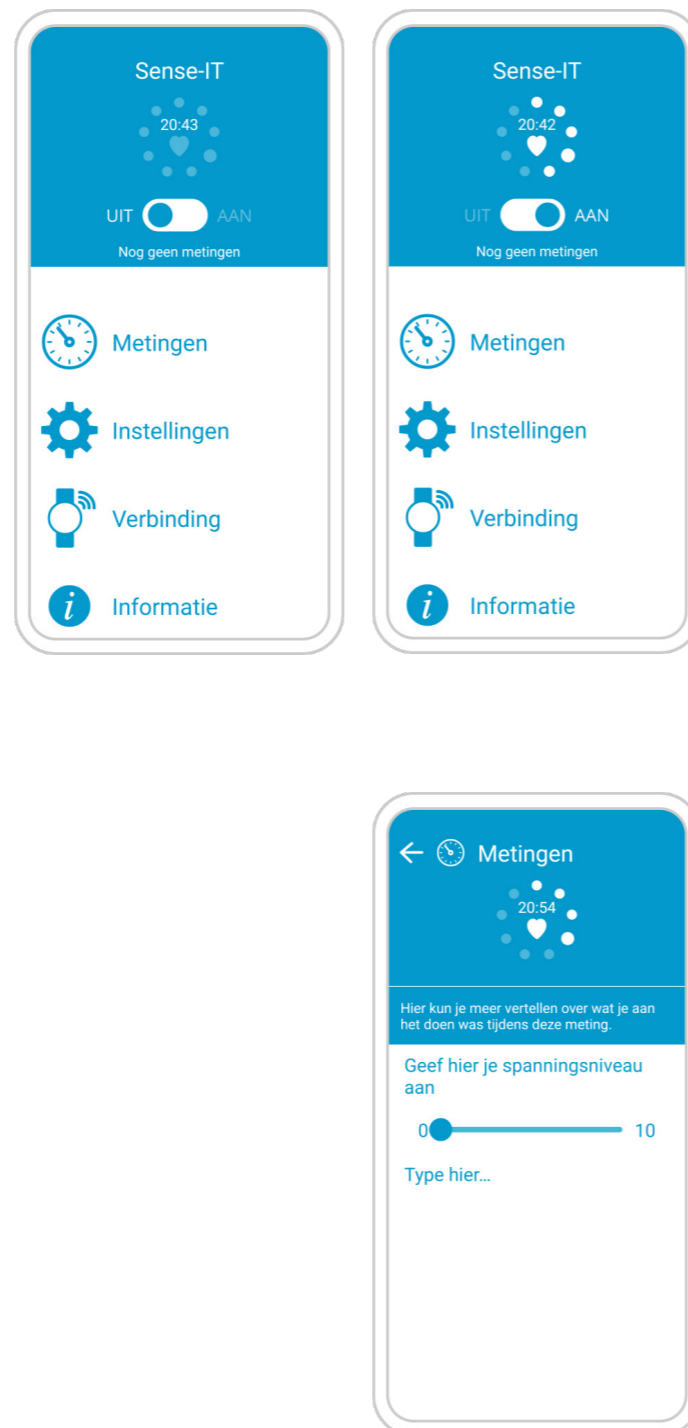 Sense-IT
20:43
UIT AAN
Nog geen metingen
Metingen
Instellingen
Verbinding
i Informatie
Sense-IT
20:42
UIT AAN
Nog geen metingen
Metingen
Instellingen
Verbinding
i Informatie
Metingen
20:54
Hier kun je meer vertellen over wat je aan
het doen was tijdens deze meting.
Geef hier je spanningsniveau
aan
0 10
Type hier...